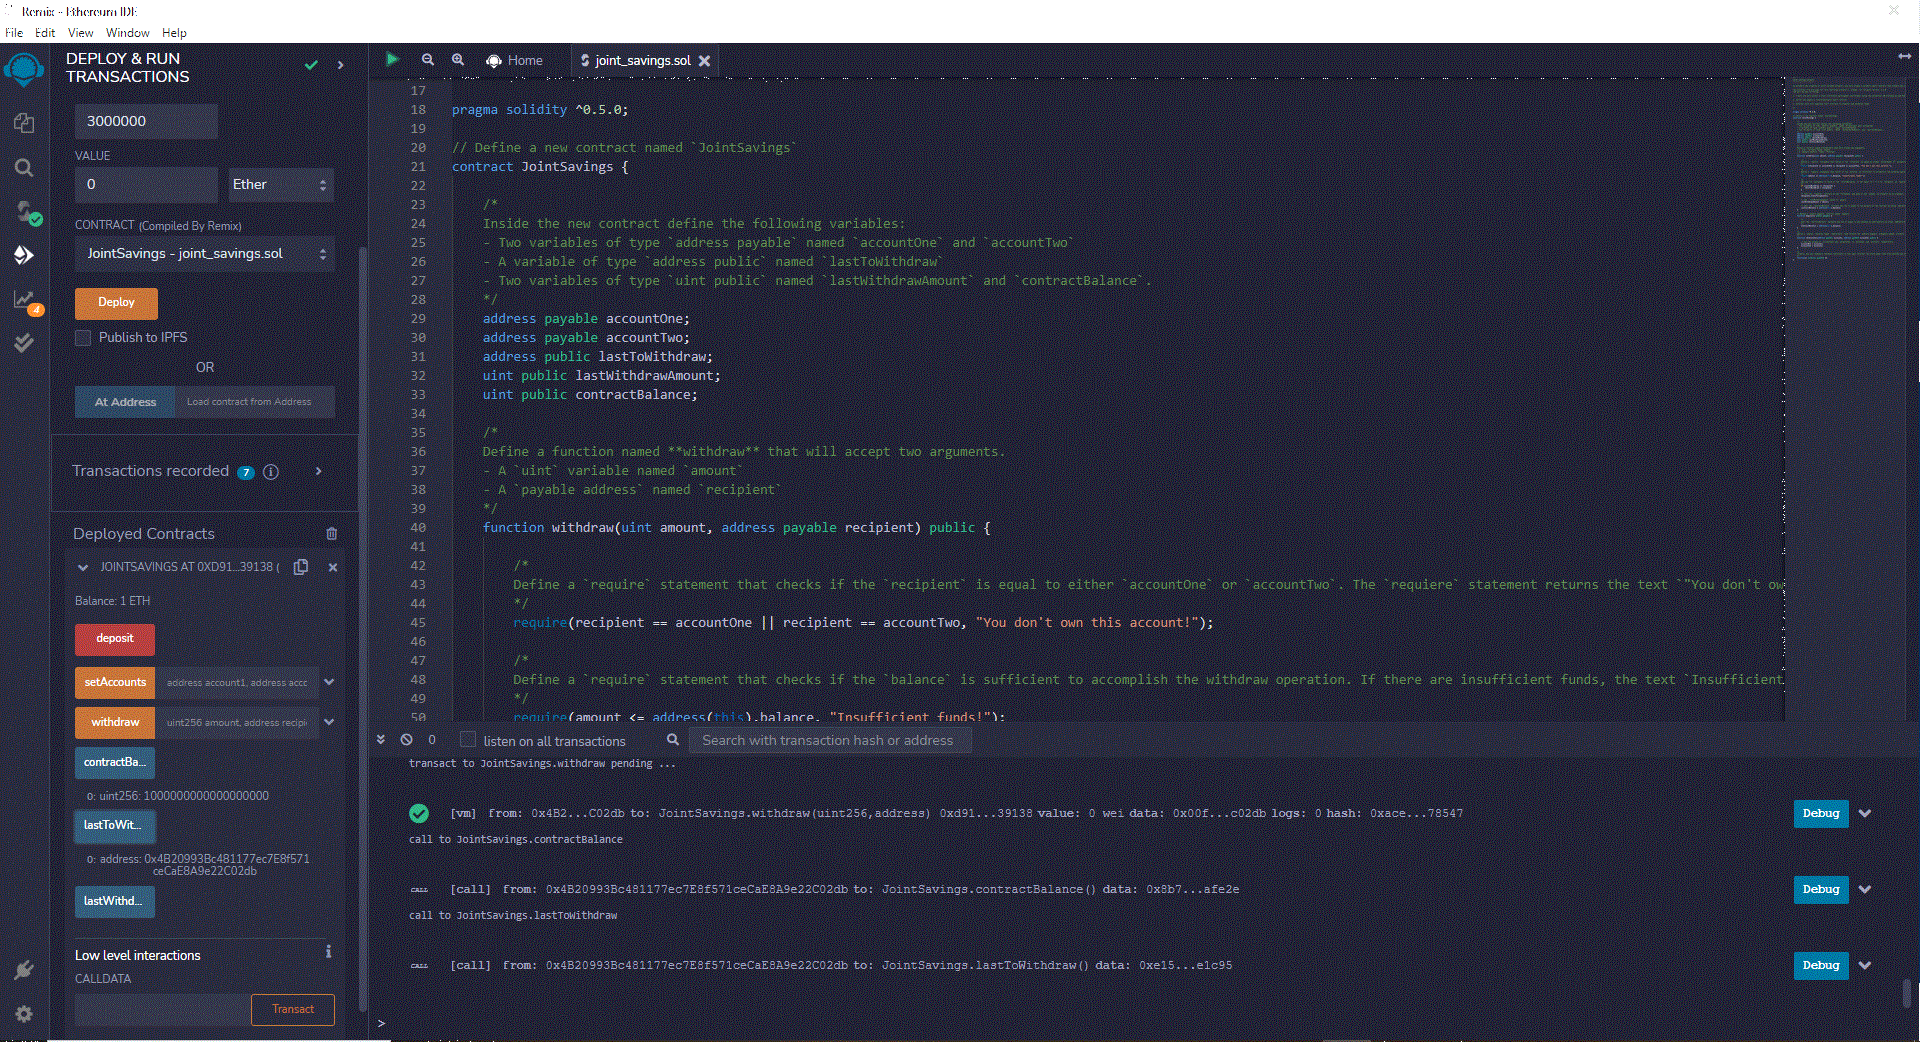 Remix - Ethereum IDE
File Edit View Window Help
DEPLOY & RUN
TRANSACTIONS
3000000
VALUE
0
Ether
CONTRACT (Compiled By Remix)
JointSavings - joint_savings.sol
Deploy
Publish to IPFS
OR
At Address
Load contract from Address
4
Transactions recorded 7
Deployed Contracts
JOINTSAVINGS AT 0XD91...39138 (
Balance: 1 ETH
deposit
setAccounts
address account1, address acco
withdraw
uint256 amount, address recipi
contractBa...
0: uint256: 1000000000000000000
lastToWit...
0: address: 0x4B20993Bc481177ec7E8f571
ceCaE8A9e22C02db
lastWithd...
Low level interactions
CALLDATA
Transact
Home
joint_savings.sol
17
18 pragma solidity ^0.5.0;
19
20 // Define a new contract named `JointSavings`
21 contract JointSavings {
22
23 /*
24 Inside the new contract define the following variables:
25 - Two variables of type `address payable` named `accountOne` and `accountTwo`
26 - A variable of type `address public` named `lastToWithdraw`
27 - Two variables of type `uint public` named `lastWithdrawAmount` and `contractBalance`.
28 */
29 address payable accountOne;
30 address payable accountTwo;
31 address public lastToWithdraw;
32 uint public lastWithdrawAmount;
33 uint public contractBalance;
34
35 /*
36 Define a function named **withdraw** that will accept two arguments.
37 - A `uint` variable named `amount`
38 - A `payable address` named `recipient`
39 */
40 function withdraw(uint amount, address payable recipient) public {
41
42 /*
43 Define a `require` statement that checks if the `recipient` is equal to either `accountOne` or `accountTwo`. The `requiere` statement returns the text `"You don't ow
44 */
45 require(recipient == accountOne || recipient == accountTwo, "You don't own this account!");
46
47 /*
48 Define a `require` statement that checks if the `balance` is sufficient to accomplish the withdraw operation. If there are insufficient funds, the text `Insufficient
49 */
50 require(amount <= address(this).balance, "Insufficient funds!");
0
listen on all transactions
Search with transaction hash or address
transact to JointSavings.withdraw pending ...
[vm] from: 0x4B2...C02db to: JointSavings.withdraw(uint256,address) 0xd91...39138 value: 0 wei data: 0x00f...c02db logs: 0 hash: 0xace...78547
Debug
call to JointSavings.contractBalance
CALL [call] from: 0x4B20993Bc481177ec7E8f571ceCaE8A9e22C02db to: JointSavings.contractBalance() data: 0x8b7...afe2e
Debug
call to JointSavings.lastToWithdraw
CALL [call] from: 0x4B20993Bc481177ec7E8f571ceCaE8A9e22C02db to: JointSavings.lastToWithdraw() data: 0xe15...e1c95
Debug
>